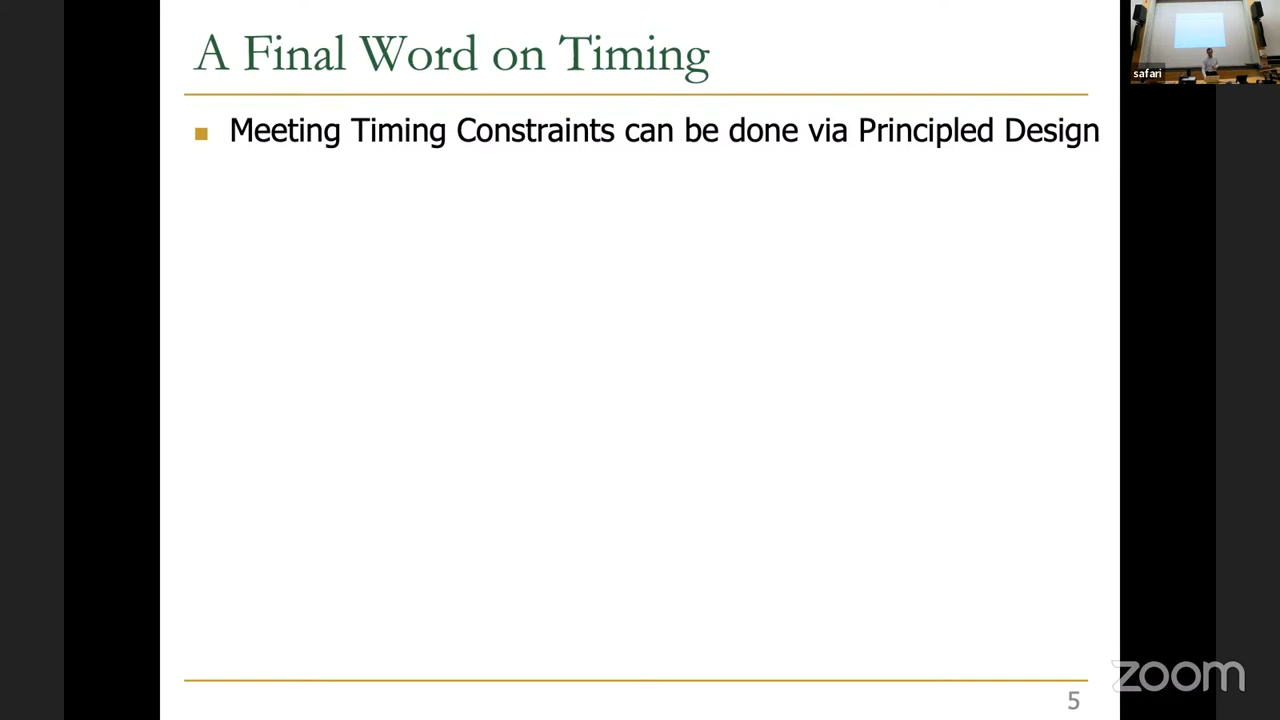 A Final Word on Timing
safari
Meeting Timing Constraints can be done via Principled Design
zoom
5